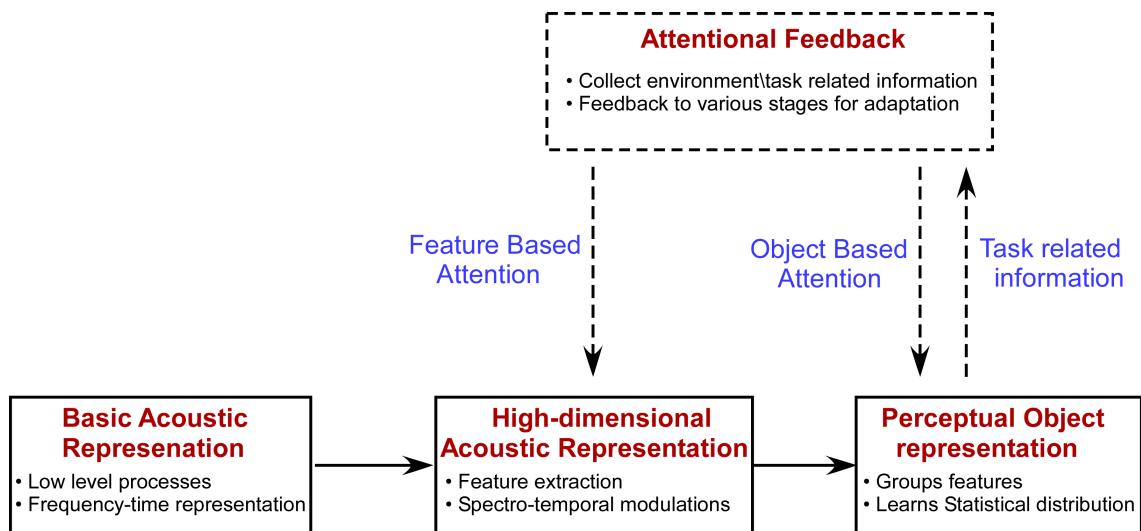 Attentional Feedback
• Collect environment\task related information
• Feedback to various stages for adaptation
Feature Based
Attention
Object Based
Attention
Task related
information
Basic Acoustic
Represenation
• Low level processes
• Frequency-time representation
High-dimensional
Acoustic Representation
• Feature extraction
• Spectro-temporal modulations
Perceptual Object
representation
• Groups features
• Learns Statistical distribution